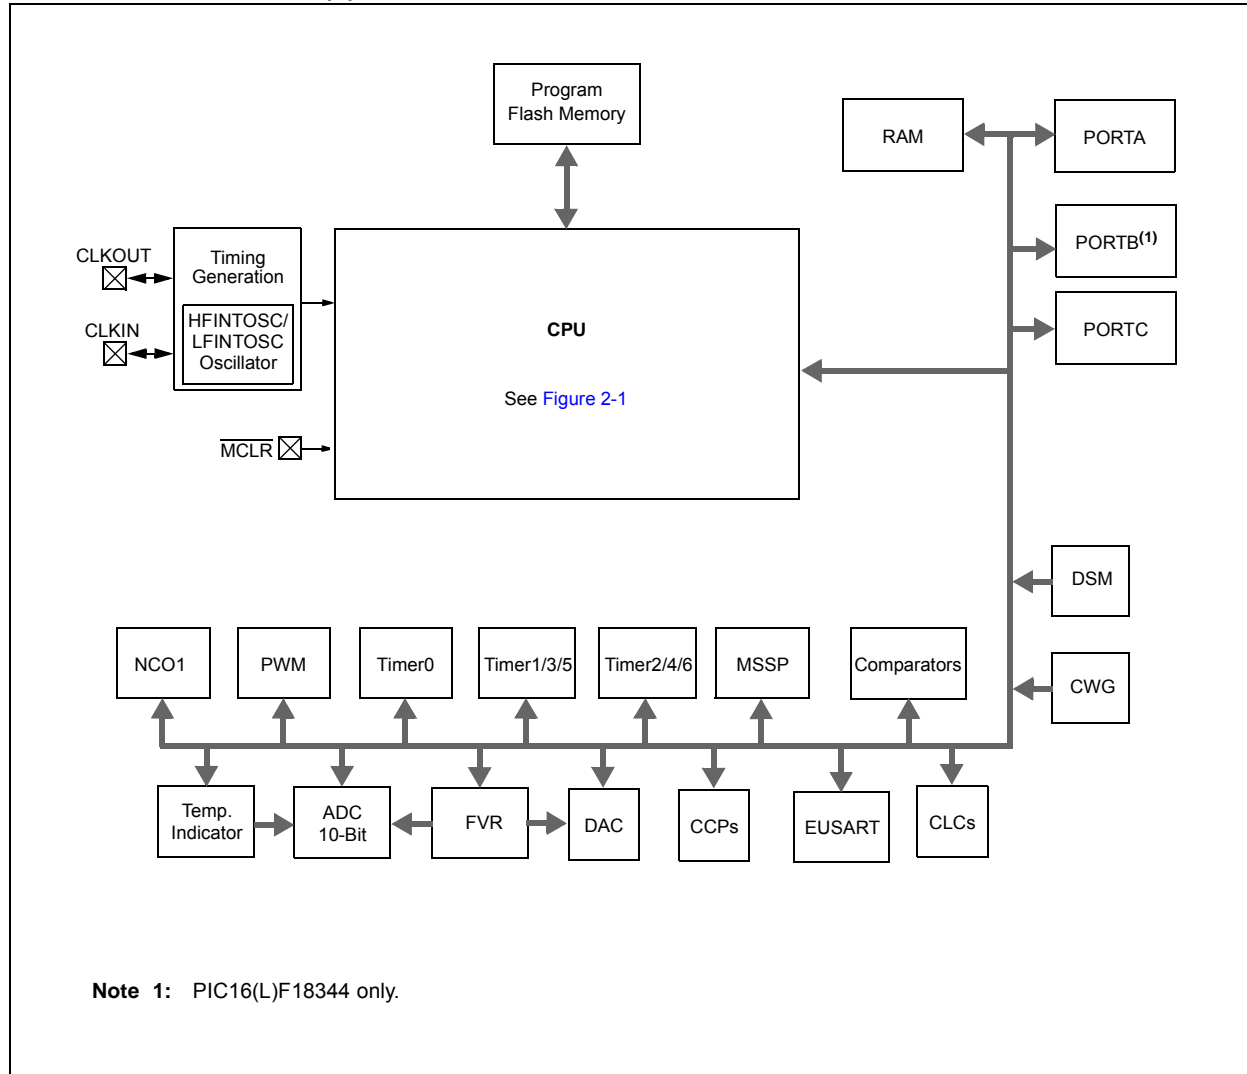 Program
Flash Memory
RAM
PORTA
CLKOUT
Timing
Generation
PORTB(1)
CLKIN
HFINTOSC/
LFINTOSC
Oscillator
CPU
PORTC
See Figure 2-1
MCLR
DSM
NCO1
PWM
Timer0
Timer1/3/5
Timer2/4/6
MSSP
Comparators
CWG
Temp.
Indicator
ADC
10-Bit
FVR
DAC
CCPs
EUSART
CLCs
Note 1: PIC16(L)F18344 only.